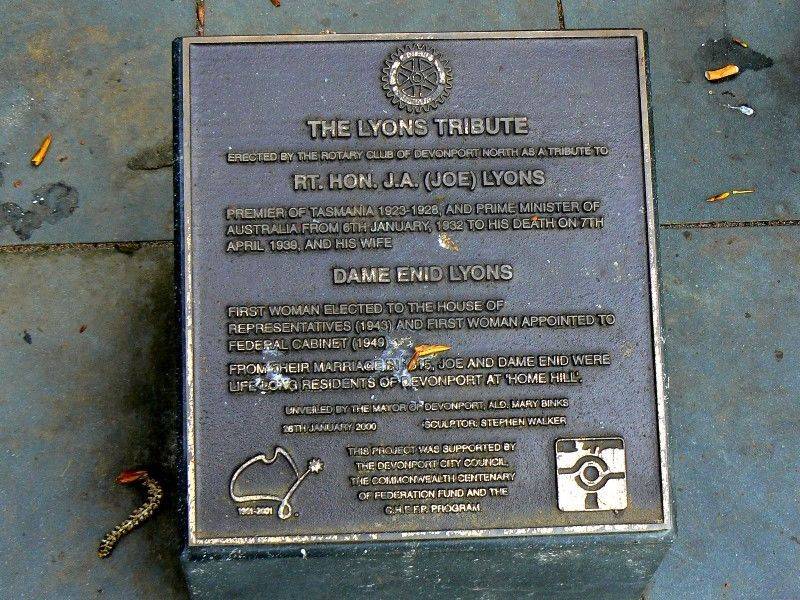 THE LYONS TRIBUTE
ERECTED BY THE ROTARY CLUB OF DEVONPORT NORTH AS A TRIBUTE TO
RT. HON. J.A. (JOE) LYONS
PREMIER OF TASMANIA 1923-1928, AND PRIME MINISTER OF
AUSTRALIA FROM 6TH JANUARY, 1932 TO HIS DEATH ON 7TH
APRIL 1939, AND HIS WIFE
DAME ENID LYONS
FIRST WOMAN ELECTED TO THE HOUSE OF
REPRESENTATIVES (1943) AND FIRST WOMAN APPOINTED TO
FEDERAL CABINET (1949
FROM THEIR MARRIAGE JOE AND DAME ENID WERE
LIFE LONG RESIDENTS OF DEVONPORT AT 'HOME HILL'.
UNVEILED BY THE MAYOR OF DEVONPORT, ALD. MARY BINKS
26TH JANUARY 2000 SCULPTOR: STEPHEN WALKER
THIS PROJECT WAS SUPPORTED BY
THE DEVONPORT CITY COUNCIL,
THE COMMONWEALTH CENTENARY
OF FEDERATION FUND AND THE
C.H.E.F.P. PROGRAM.
1901-2001